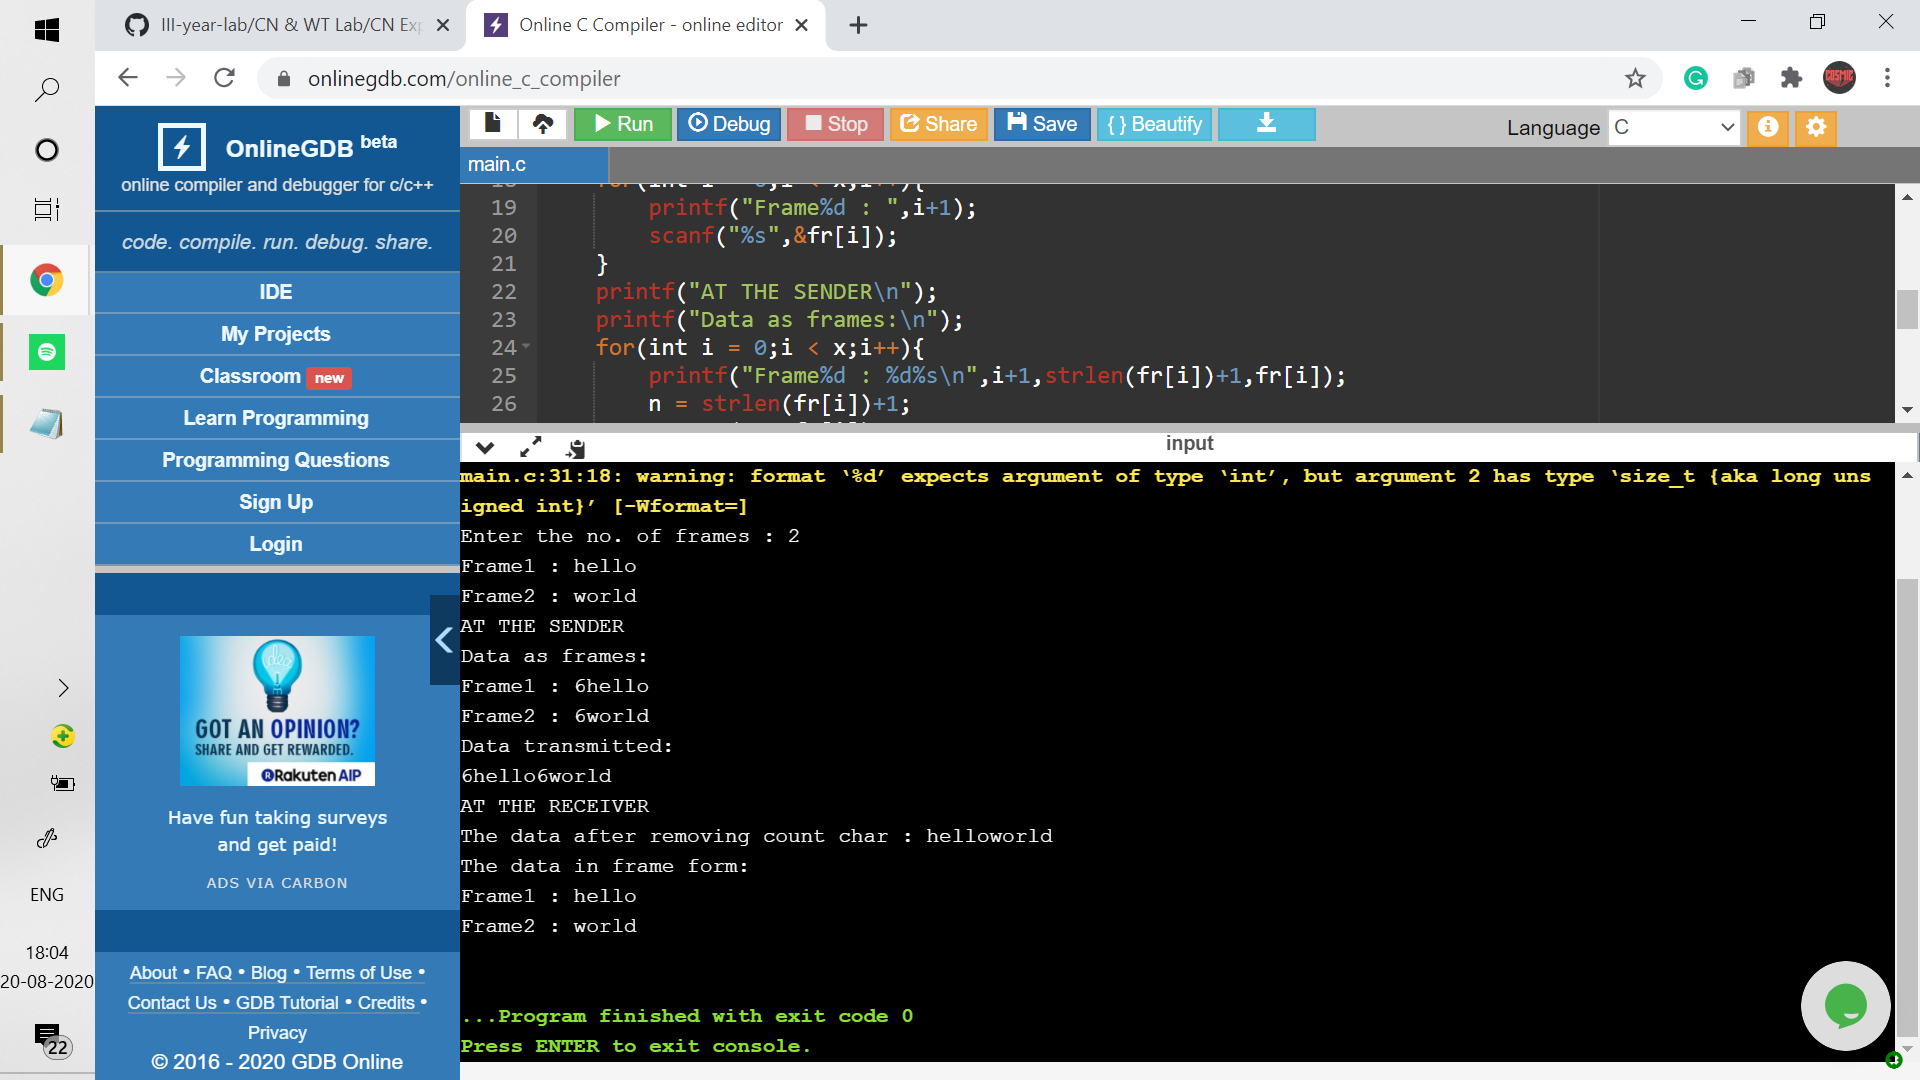 III-year-lab/CN & WT Lab/CN Exp
Online C Compiler - online editor
onlinegdb.com/online_c_compiler
COSMIC
OnlineGDB beta
online compiler and debugger for c/c++
code. compile. run. debug. share.
IDE
My Projects
Classroom new
Learn Programming
Programming Questions
Sign Up
Login
idea
GOT AN OPINION?
SHARE AND GET REWARDED.
Rakuten AIP
Have fun taking surveys
and get paid!
ADS VIA CARBON
About • FAQ • Blog • Terms of Use •
Contact Us • GDB Tutorial • Credits •
Privacy
© 2016 - 2020 GDB Online
Run Debug Stop Share Save { } Beautify
Language C
main.c
18 for(int i = 0;i < x;i++){
19 printf("Frame%d : ",i+1);
20 scanf("%s",&fr[i]);
21 }
22 printf("AT THE SENDER\n");
23 printf("Data as frames:\n");
24 for(int i = 0;i < x;i++){
25 printf("Frame%d : %d%s\n",i+1,strlen(fr[i])+1,fr[i]);
26 n = strlen(fr[i])+1;
input
main.c:31:18: warning: format ‘%d’ expects argument of type ‘int’, but argument 2 has type ‘size_t {aka long uns
igned int}’ [-Wformat=]
Enter the no. of frames : 2
Frame1 : hello
Frame2 : world
AT THE SENDER
Data as frames:
Frame1 : 6hello
Frame2 : 6world
Data transmitted:
6hello6world
AT THE RECEIVER
The data after removing count char : helloworld
The data in frame form:
Frame1 : hello
Frame2 : world
...Program finished with exit code 0
Press ENTER to exit console.
ENG
18:04
20-08-2020
22